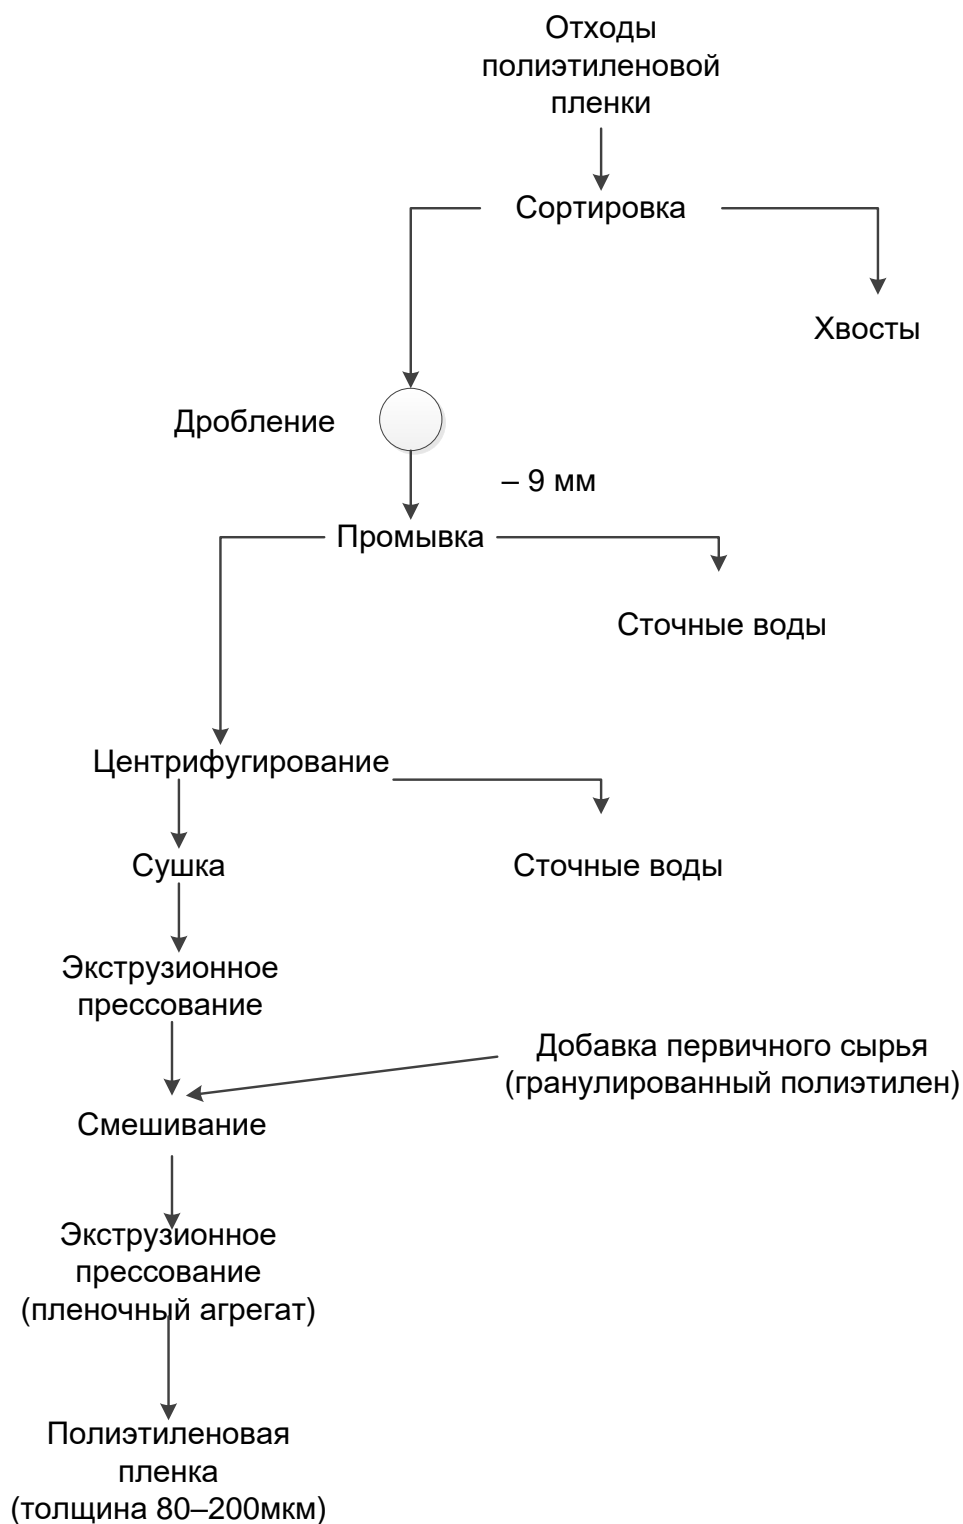 Отходы
полиэтиленовой
пленки
Сортировка
Хвосты
Дробление
– 9 мм
Промывка
Сточные воды
Центрифугирование
Сушка
Сточные воды
Экструзионное
прессование
Добавка первичного сырья
(гранулированный полиэтилен)
Смешивание
Экструзионное
прессование
(пленочный агрегат)
Полиэтиленовая
пленка
(толщина 80–200мкм)